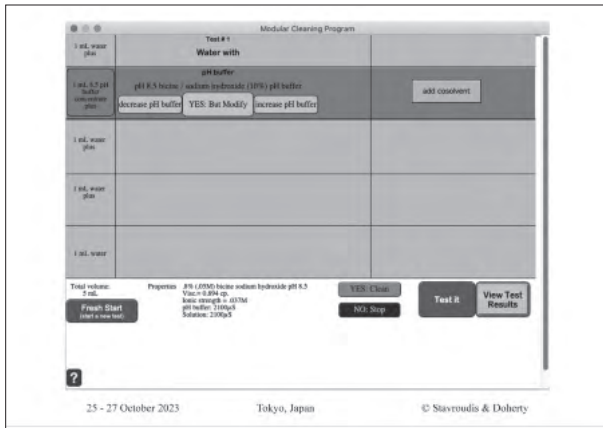 Modular Cleaning Program
1 mL water
plus
Test # 1
Water with
1 mL 8.5 pH
buffer
concentrate
plus
pH buffer
pH 8.5 bicine / sodium hydroxide (10%) pH buffer
decrease pH buffer
YES: But Modify
increase pH buffer
add cosolvent
1 mL water
plus
1 mL water
plus
1 mL water
Total volume:
5 mL
Fresh Start
(start a new test)
Properties
.8% (.05M) bicine sodium hydroxide pH 8.5
Visc.= 0.894 cp.
Ionic strength = .037M
pH buffer: 2100µS
Solution: 2100µS
YES: Clean
NO: Stop
Test it
View Test
Results
?
25 - 27 October 2023
Tokyo, Japan
© Stavroudis & Doherty